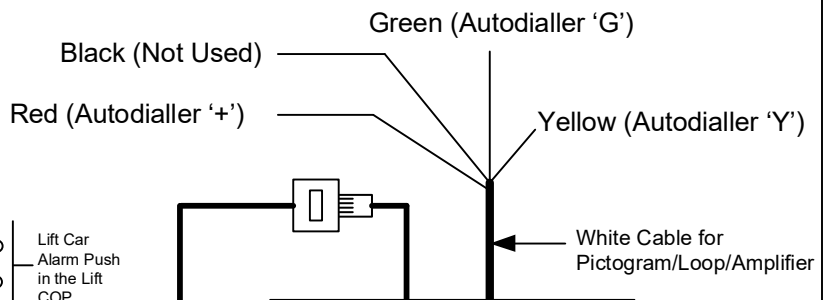 Green (Autodialler ‘G’)
Black (Not Used)
Red (Autodialler ‘+’)
Yellow (Autodialler ‘Y’)
Lift Car
Alarm Push
in the Lift
COP
White Cable for
Pictogram/Loop/Amplifier